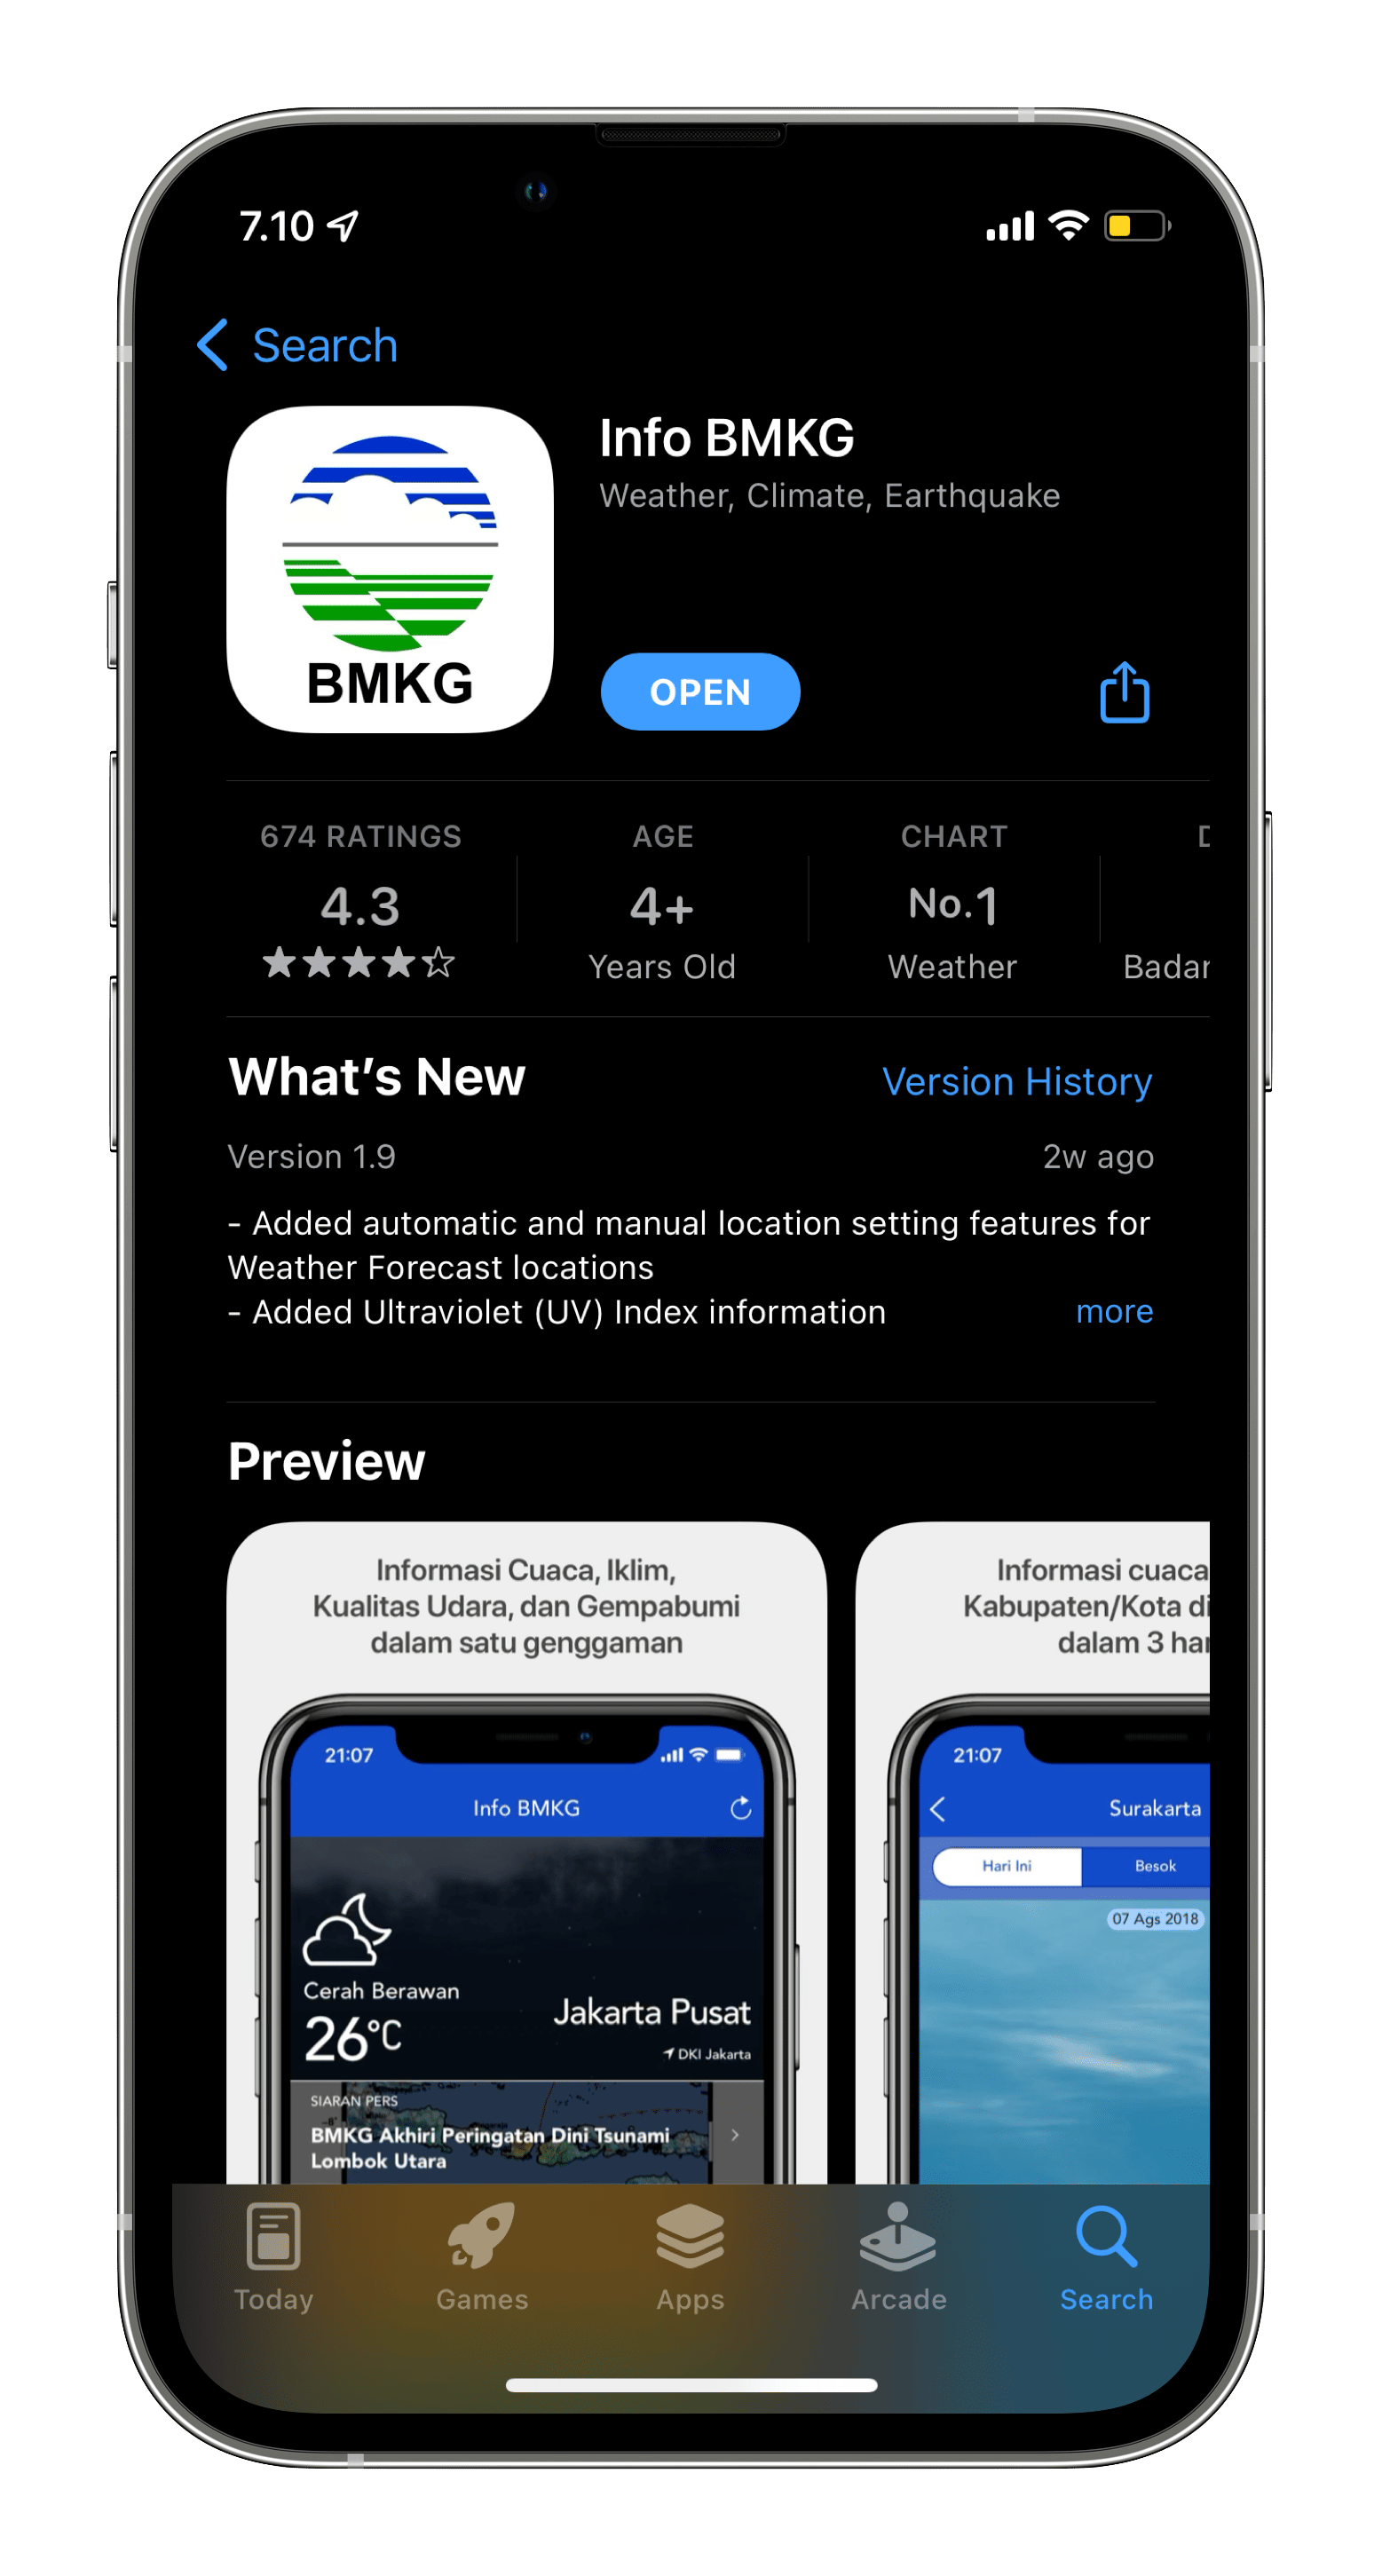 7.10
Search
BMKG
Info BMKG
Weather, Climate, Earthquake
OPEN
674 RATINGS
4.3
AGE
4+
Years Old
CHART
No.1
Weather
What’s New
Version History
Version 1.9
2w ago
- Added automatic and manual location setting features for
Weather Forecast locations
- Added Ultraviolet (UV) Index information
more
Preview
Informasi Cuaca, Iklim,
Kualitas Udara, dan Gempabumi
dalam satu genggaman
21:07
Info BMKG
Cerah Berawan
26°C
Jakarta Pusat
DKI Jakarta
SIARAN PERS
BMKG Akhiri Peringatan Dini Tsunami
Lombok Utara
Informasi cuaca
Kabupaten/Kota di
dalam 3 har
21:07
Surakarta
Hari Ini
Besok
07 Ags 2018
Today
Games
Apps
Arcade
Search